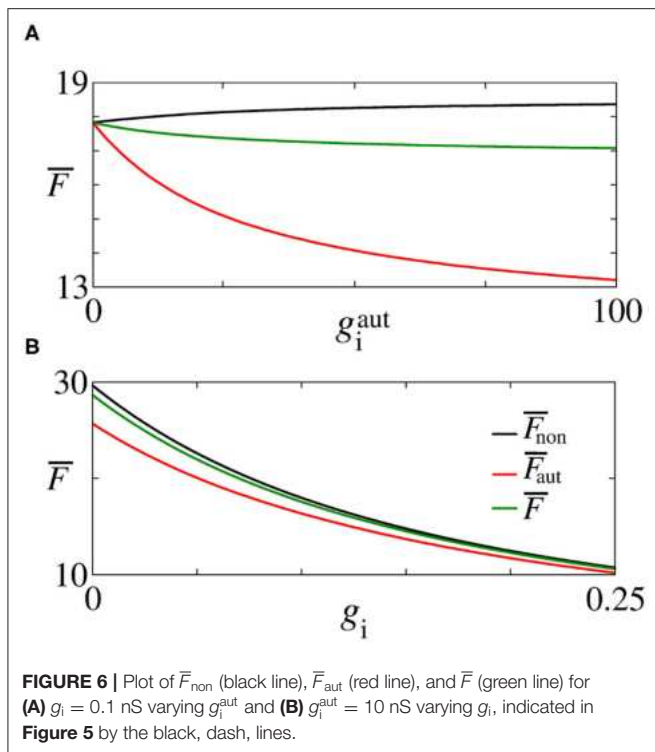 A
19
F̅
13
0
g_i^aut
100
B
30
F̅_non
F̅_aut
F̅
F̅
10
0
g_i
0.25
FIGURE 6 | Plot of F̅_non (black line), F̅_aut (red line), and F̅ (green line) for
(A) g_i = 0.1 nS varying g_i^aut and (B) g_i^aut = 10 nS varying g_i, indicated in
Figure 5 by the black, dash, lines.